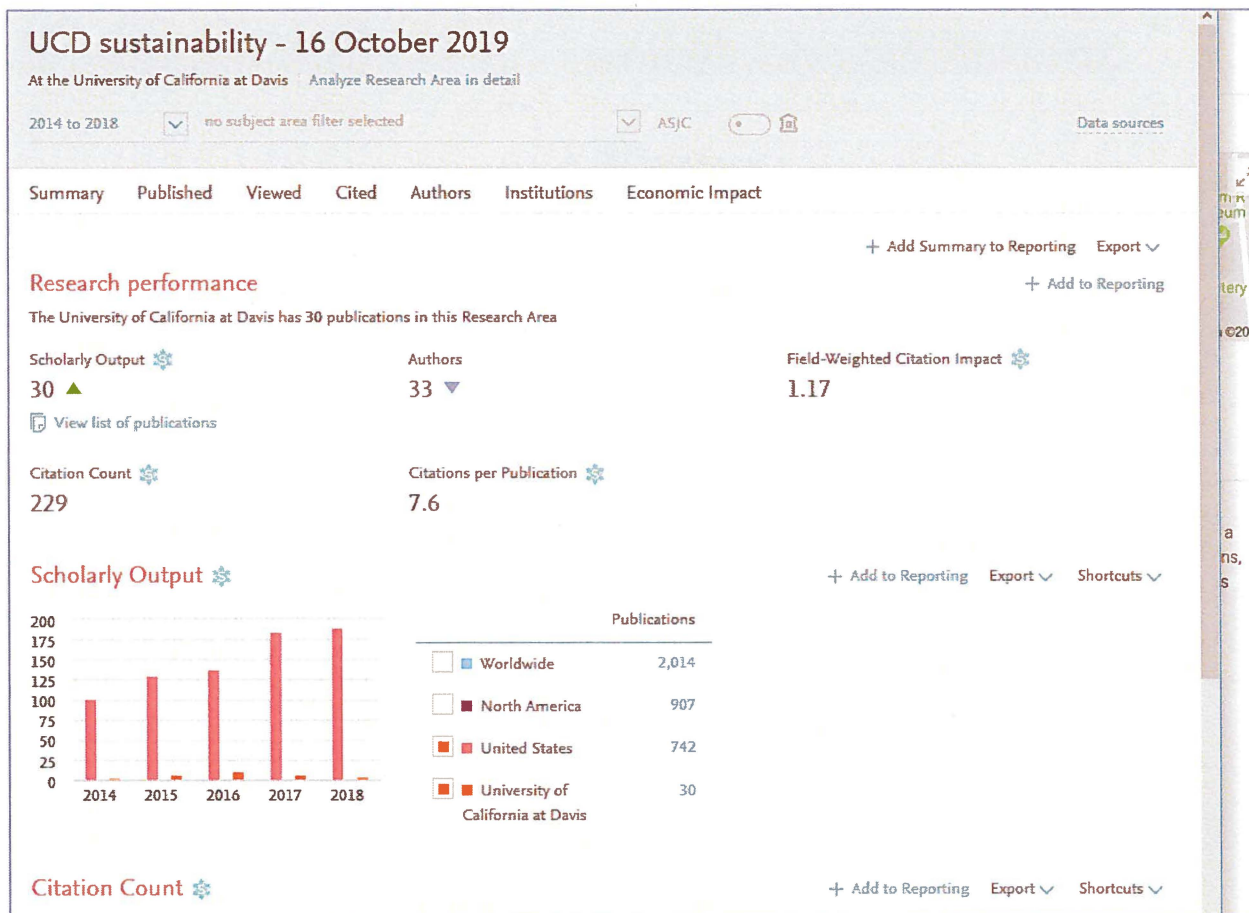 UCD sustainability - 16 October 2019
At the University of California at Davis Analyze Research Area in detail
2014 to 2018 no subject area filter selected ASJC Data sources
Summary Published Viewed Cited Authors Institutions Economic Impact
+ Add Summary to Reporting Export
Research performance + Add to Reporting
The University of California at Davis has 30 publications in this Research Area
Scholarly Output Authors Field-Weighted Citation Impact
30 33 1.17
View list of publications
Citation Count Citations per Publication
229 7.6
Scholarly Output + Add to Reporting Export Shortcuts
Publications
200
175
150
125
100
75
50
25
0
2014 2015 2016 2017 2018
Worldwide 2,014
North America 907
United States 742
University of 30
California at Davis
Citation Count + Add to Reporting Export Shortcuts
eum
tery
©20
a
ns,
s